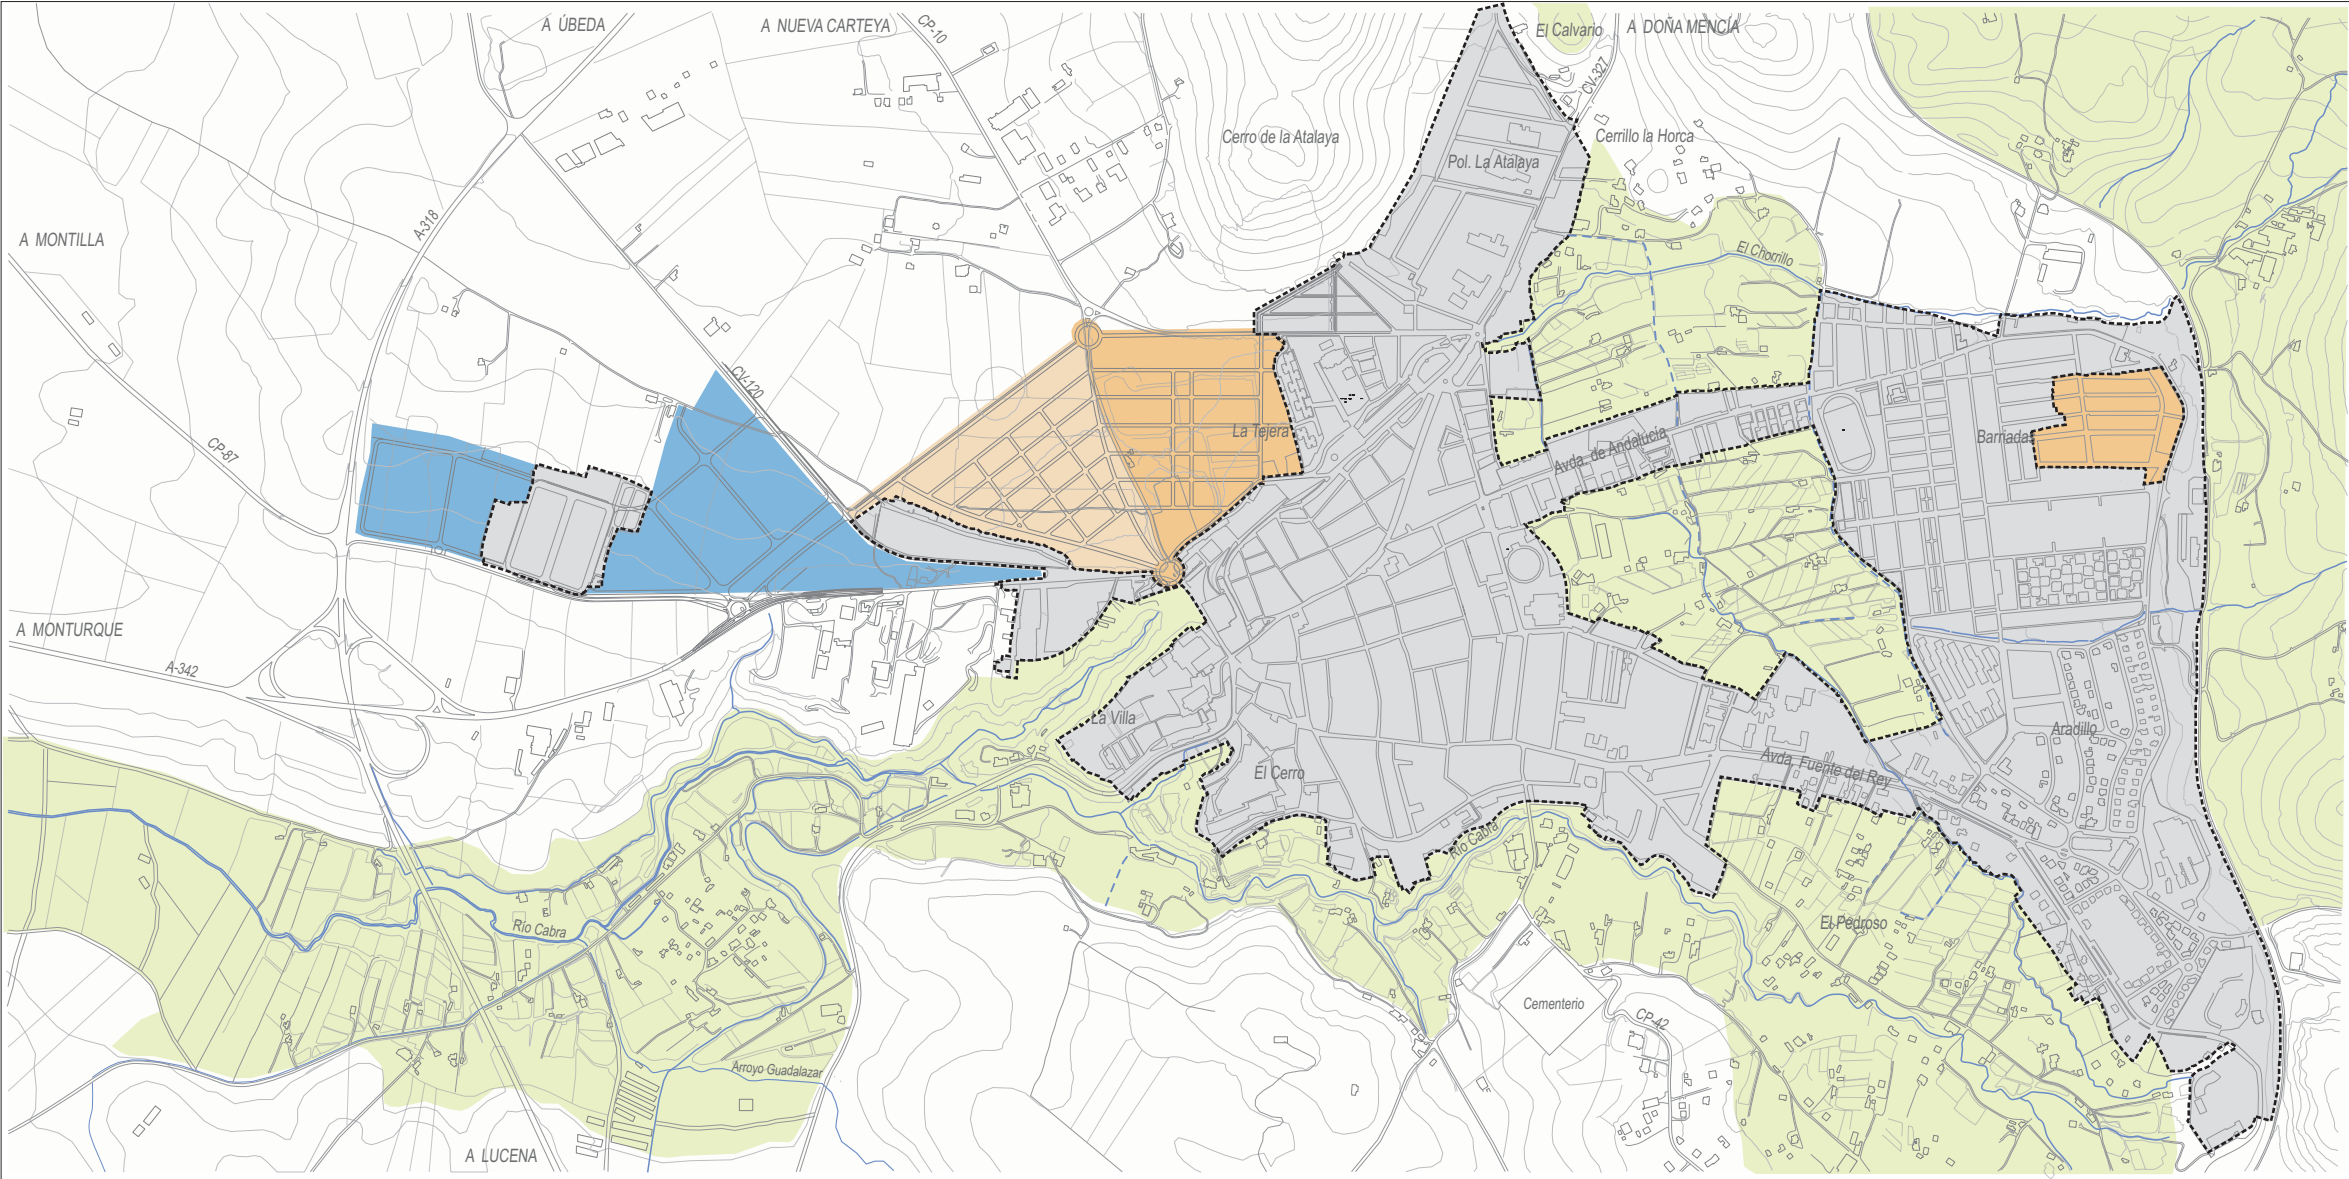 A ÚBEDA
A NUEVA CARTEYA
CP-10
El Calvario
A DOÑA MENCÍA
CV-327
Cerro de la Atalaya
Cerrillo la Horca
Pol. La Atalaya
A-318
A MONTILLA
El Chorrillo
CV-120
La Tejera
Avda. de Andalucía
Barriadas
CP-87
A MONTURQUE
A-342
La Villa
Aradillo
El Cerro
Avda. Fuente del Rey
Río Cabra
Río Cabra
El Pedroso
Cementerio
CP-42
Arroyo Guadalazar
A LUCENA